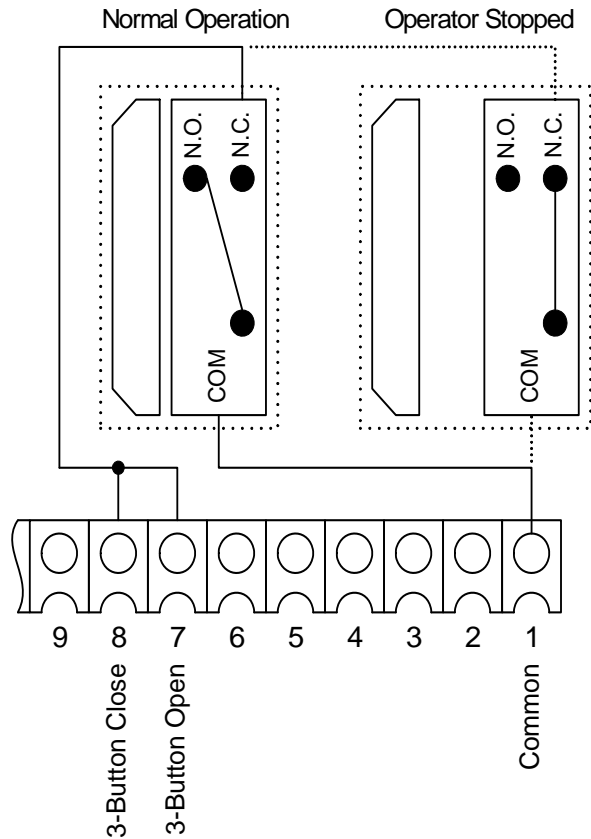 Normal Operation
Operator Stopped
N.O.
N.C.
COM
N.O.
N.C.
COM
9 8 7 6 5 4 3 2 1
3-Button Close
3-Button Open
Common